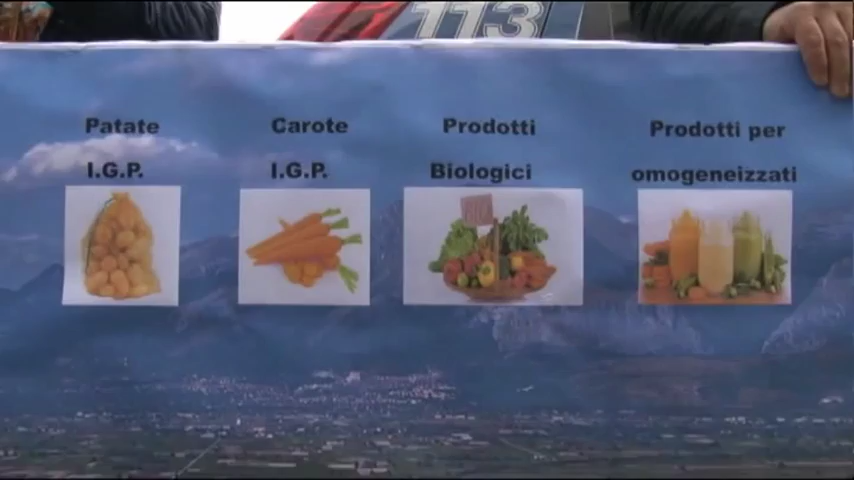 113
Patate
I.G.P.
Carote
I.G.P.
Prodotti
Biologici
Prodotti per
omogeneizzati